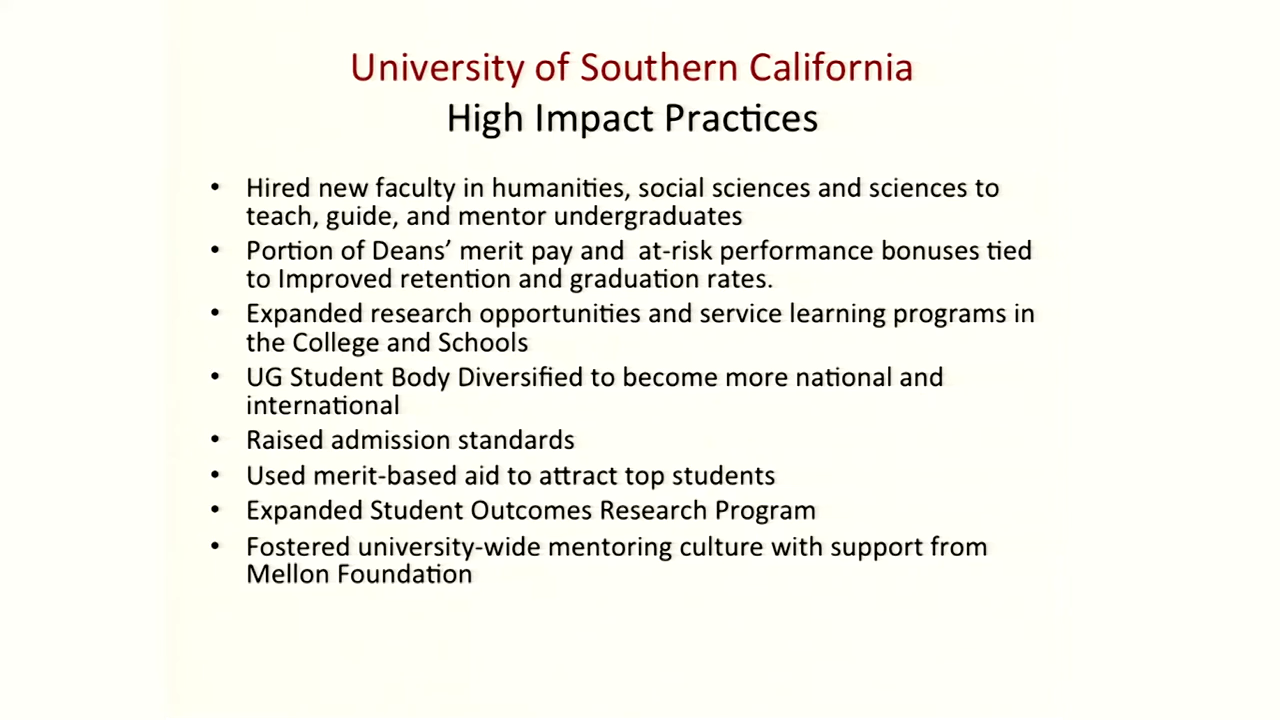 University of Southern California
High Impact Practices
• Hired new faculty in humanities, social sciences and sciences to
teach, guide, and mentor undergraduates
• Portion of Deans’ merit pay and  at-risk performance bonuses tied
to Improved retention and graduation rates.
• Expanded research opportunities and service learning programs in
the College and Schools
• UG Student Body Diversified to become more national and
international
• Raised admission standards
• Used merit-based aid to attract top students
• Expanded Student Outcomes Research Program
• Fostered university-wide mentoring culture with support from
Mellon Foundation